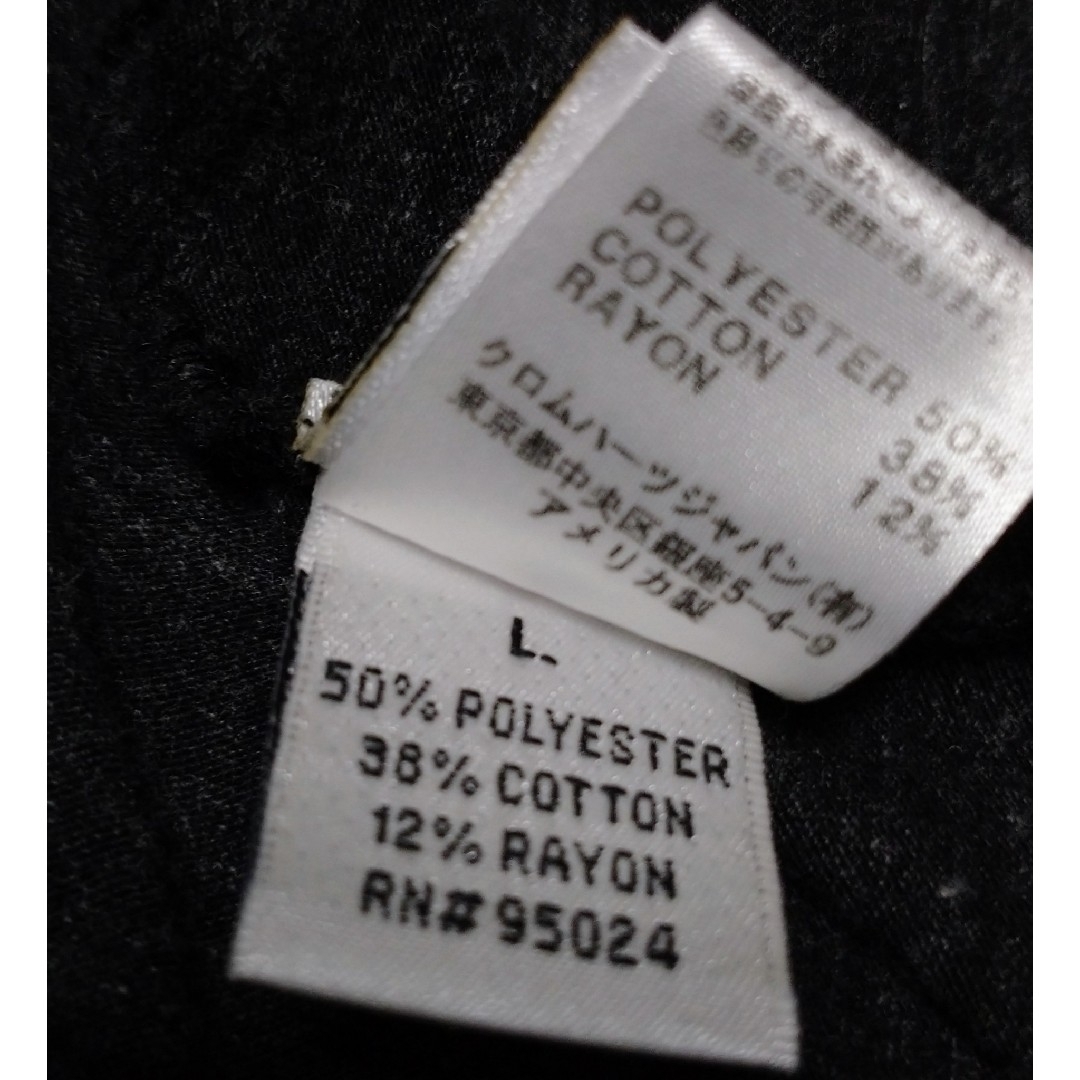 POLYESTER 50%
COTTON 38%
RAYON 12%
クロムハーツジャパン(有)
東京都中央区銀座5-4-9
アメリカ製
L.
50% POLYESTER
38% COTTON
12% RAYON
RN# 95024